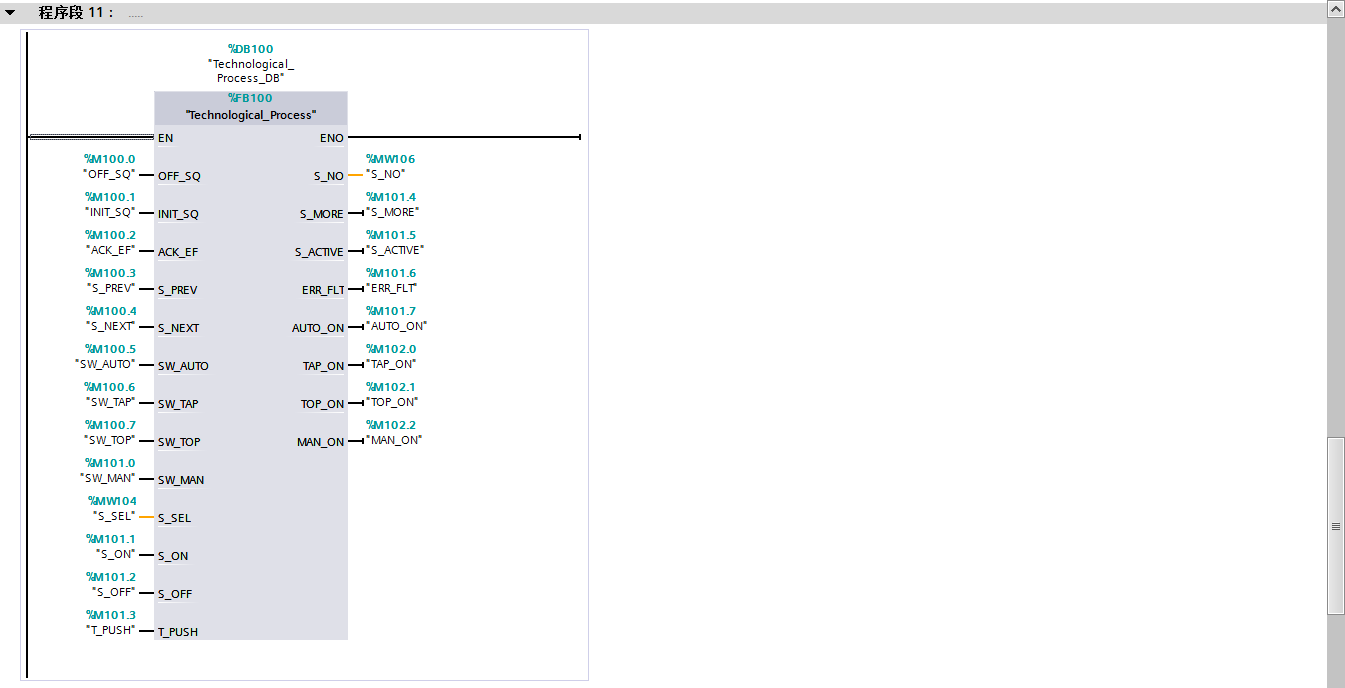 程序段 11： .....
%DB100
"Technological_
Process_DB"
%FB100
"Technological_Process"
EN ENO
%M100.0 %MW106
"OFF_SQ" OFF_SQ S_NO "S_NO"
%M100.1 %M101.4
"INIT_SQ" INIT_SQ S_MORE "S_MORE"
%M100.2 %M101.5
"ACK_EF" ACK_EF S_ACTIVE "S_ACTIVE"
%M100.3 %M101.6
"S_PREV" S_PREV ERR_FLT "ERR_FLT"
%M100.4 %M101.7
"S_NEXT" S_NEXT AUTO_ON "AUTO_ON"
%M100.5 %M102.0
"SW_AUTO" SW_AUTO TAP_ON "TAP_ON"
%M100.6 %M102.1
"SW_TAP" SW_TAP TOP_ON "TOP_ON"
%M100.7 %M102.2
"SW_TOP" SW_TOP MAN_ON "MAN_ON"
%M101.0
"SW_MAN" SW_MAN
%MW104
"S_SEL" S_SEL
%M101.1
"S_ON" S_ON
%M101.2
"S_OFF" S_OFF
%M101.3
"T_PUSH" T_PUSH